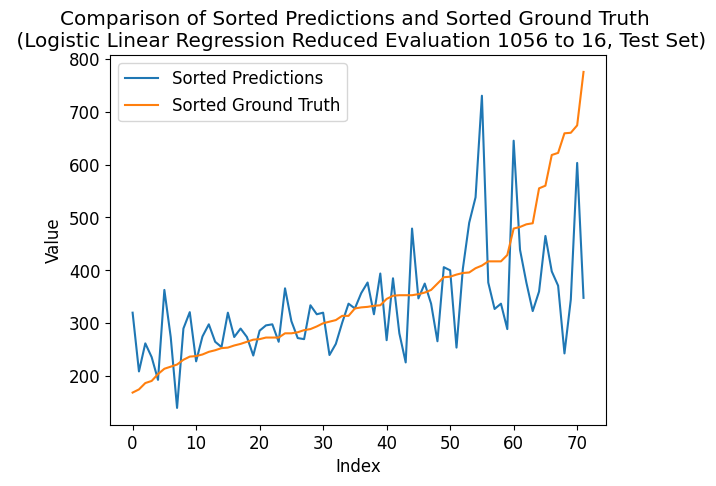 Comparison of Sorted Predictions and Sorted Ground Truth
(Logistic Linear Regression Reduced Evaluation 1056 to 16, Test Set)
800
700
600
500
400
300
200
Value
Sorted Predictions
Sorted Ground Truth
0 10 20 30 40 50 60 70
Index